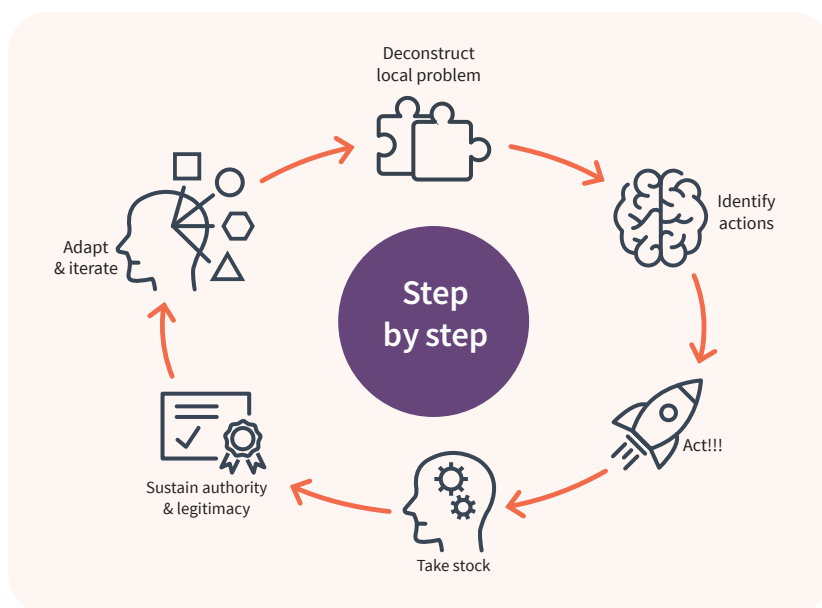 Deconstruct
local problem
Identify
actions
Act!!!
Take stock
Sustain authority
& legitimacy
Adapt
& iterate
Step
by step